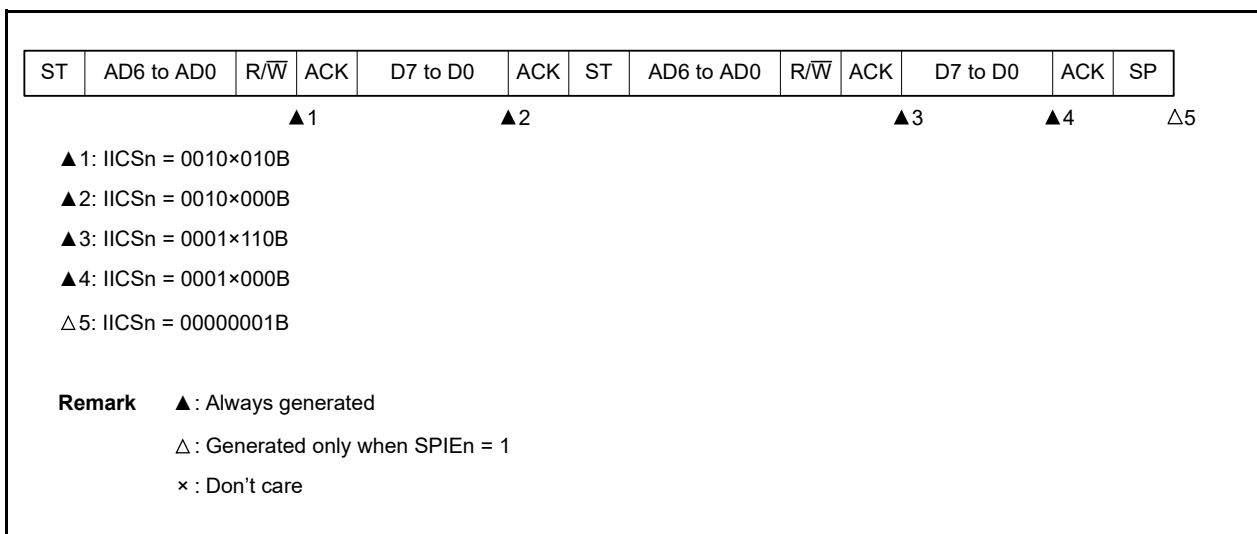 ST AD6 to AD0 R/W̅ ACK D7 to D0 ACK ST AD6 to AD0 R/W̅ ACK D7 to D0 ACK SP
▲1 ▲2 ▲3 ▲4 △5
▲1: IICSn = 0010×010B
▲2: IICSn = 0010×000B
▲3: IICSn = 0001×110B
▲4: IICSn = 0001×000B
△5: IICSn = 00000001B
Remark ▲: Always generated
△: Generated only when SPIEn = 1
×: Don't care